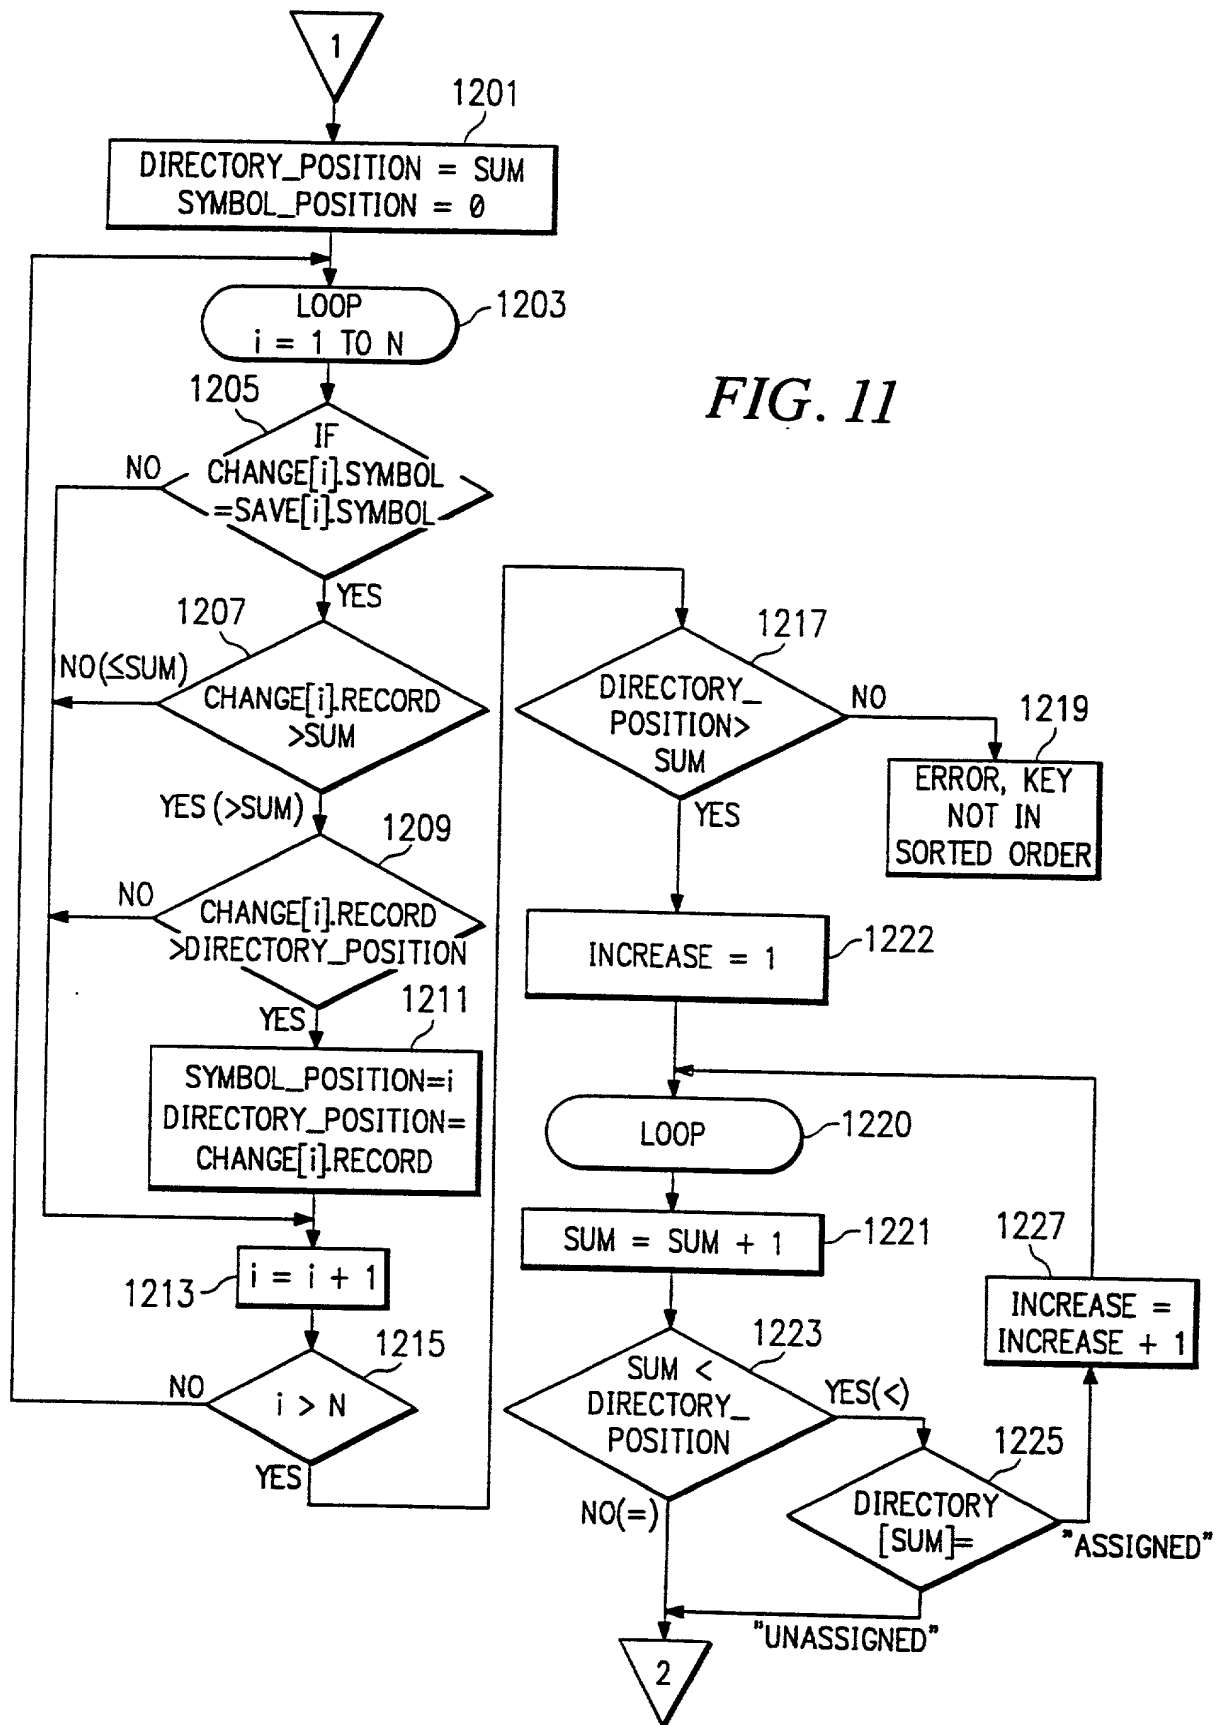 1
1201
DIRECTORY_POSITION = SUM
SYMBOL_POSITION = 0
LOOP
i = 1 TO N
1203
FIG. 11
1205
IF
CHANGE[i].SYMBOL
=SAVE[i].SYMBOL
NO
YES
1207
NO(≤SUM)
CHANGE[i].RECORD
>SUM
YES (>SUM)
1209
NO
CHANGE[i].RECORD
>DIRECTORY_POSITION
YES
1211
SYMBOL_POSITION=i
DIRECTORY_POSITION=
CHANGE[i].RECORD
1213
i = i + 1
1215
NO
i > N
YES
1217
DIRECTORY_
POSITION>
SUM
NO
YES
1219
ERROR, KEY
NOT IN
SORTED ORDER
INCREASE = 1
1222
LOOP
1220
SUM = SUM + 1
1221
1227
INCREASE =
INCREASE + 1
1223
SUM <
DIRECTORY_
POSITION
YES(<)
NO(=)
1225
DIRECTORY
[SUM]=
"ASSIGNED"
"UNASSIGNED"
2